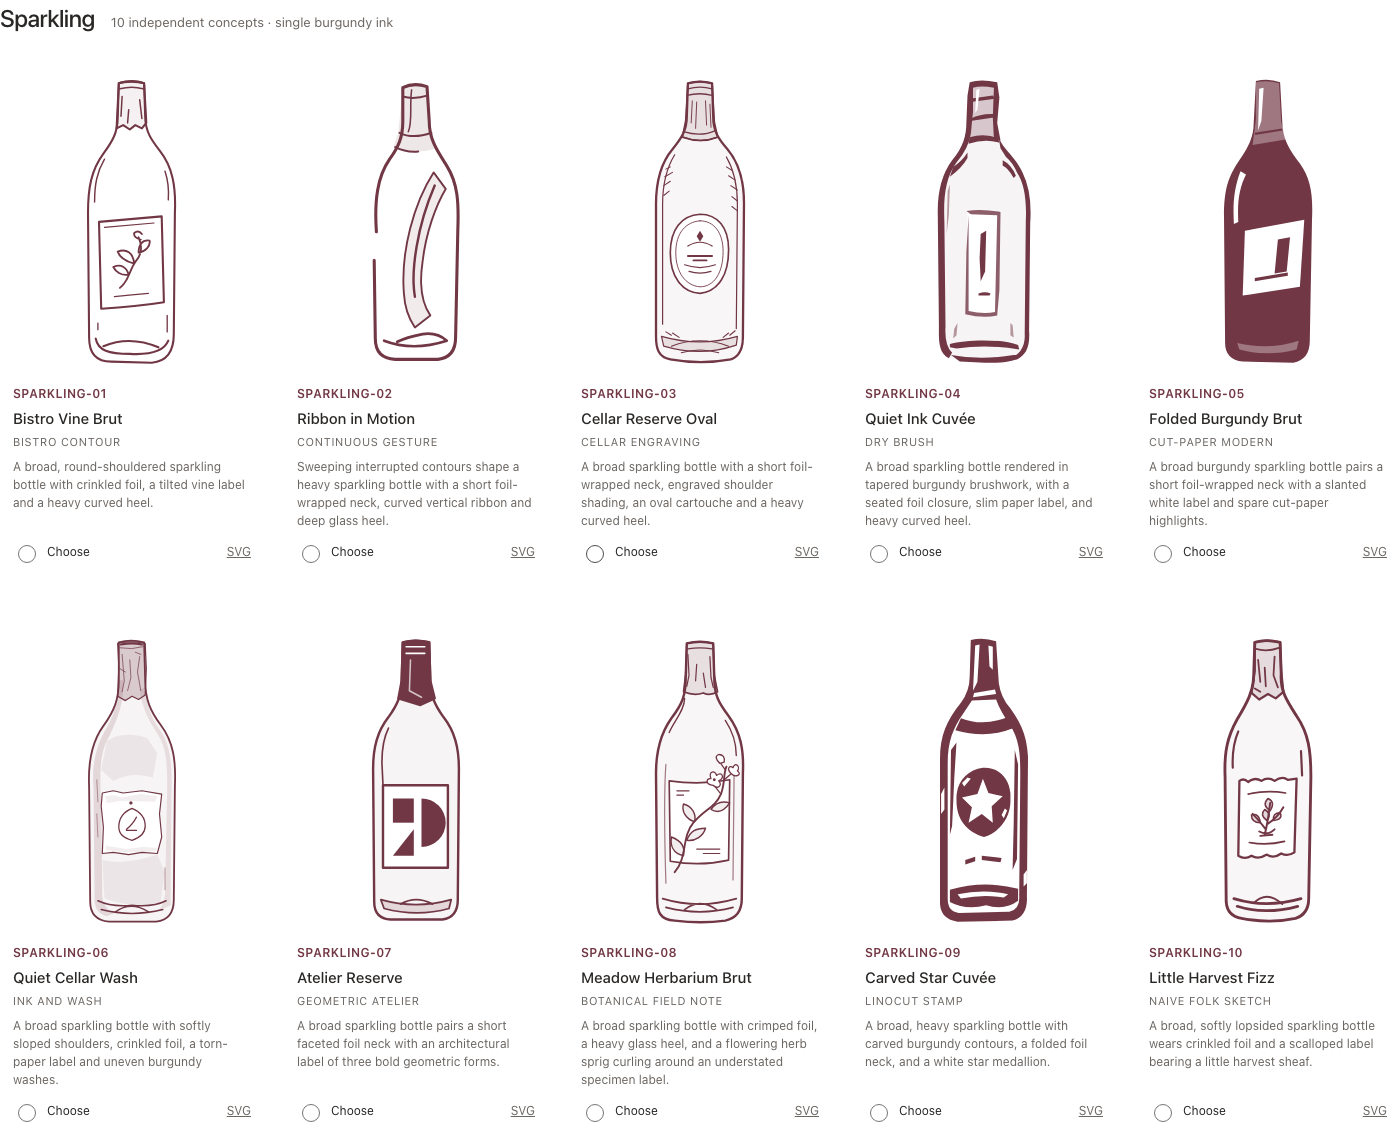 Sparkling 10 independent concepts · single burgundy ink
SPARKLING-01
Bistro Vine Brut
BISTRO CONTOUR
A broad, round-shouldered sparkling
bottle with crinkled foil, a tilted vine label
and a heavy curved heel.
Choose SVG
SPARKLING-02
Ribbon in Motion
CONTINUOUS GESTURE
Sweeping interrupted contours shape a
heavy sparkling bottle with a short foil-
wrapped neck, curved vertical ribbon and
deep glass heel.
Choose SVG
SPARKLING-03
Cellar Reserve Oval
CELLAR ENGRAVING
A broad sparkling bottle with a short foil-
wrapped neck, engraved shoulder
shading, an oval cartouche and a heavy
curved heel.
Choose SVG
SPARKLING-04
Quiet Ink Cuvée
DRY BRUSH
A broad sparkling bottle rendered in
tapered burgundy brushwork, with a
seated foil closure, slim paper label, and
heavy curved heel.
Choose SVG
SPARKLING-05
Folded Burgundy Brut
CUT-PAPER MODERN
A broad burgundy sparkling bottle pairs a
short foil-wrapped neck with a slanted
white label and spare cut-paper
highlights.
Choose SVG
SPARKLING-06
Quiet Cellar Wash
INK AND WASH
A broad sparkling bottle with softly
sloped shoulders, crinkled foil, a torn-
paper label and uneven burgundy
washes.
Choose SVG
SPARKLING-07
Atelier Reserve
GEOMETRIC ATELIER
A broad sparkling bottle pairs a short
faceted foil neck with an architectural
label of three bold geometric forms.
Choose SVG
SPARKLING-08
Meadow Herbarium Brut
BOTANICAL FIELD NOTE
A broad sparkling bottle with crimped foil,
a heavy glass heel, and a flowering herb
sprig curling around an understated
specimen label.
Choose SVG
SPARKLING-09
Carved Star Cuvée
LINOCUT STAMP
A broad, heavy sparkling bottle with
carved burgundy contours, a folded foil
neck, and a white star medallion.
Choose SVG
SPARKLING-10
Little Harvest Fizz
NAIVE FOLK SKETCH
A broad, softly lopsided sparkling bottle
wears crinkled foil and a scalloped label
bearing a little harvest sheaf.
Choose SVG